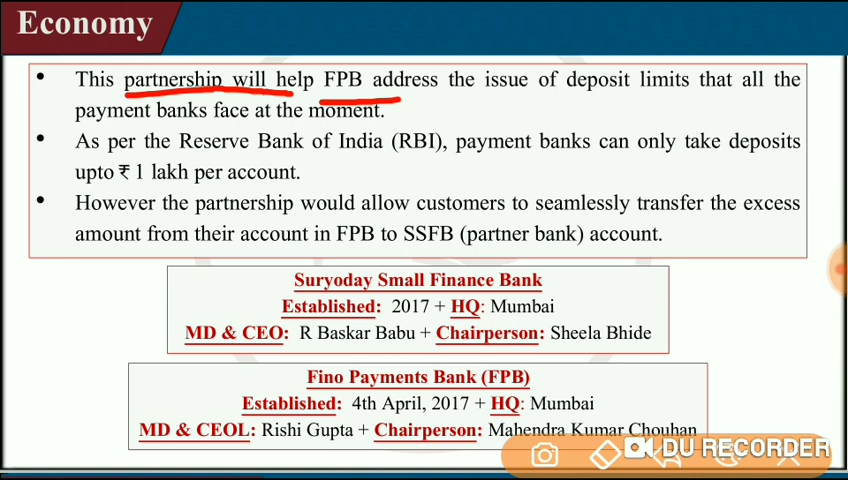 Economy
• This partnership will help FPB address the issue of deposit limits that all the
payment banks face at the moment.
• As per the Reserve Bank of India (RBI), payment banks can only take deposits
upto ₹ 1 lakh per account.
• However the partnership would allow customers to seamlessly transfer the excess
amount from their account in FPB to SSFB (partner bank) account.
Suryoday Small Finance Bank
Established: 2017 + HQ: Mumbai
MD & CEO: R Baskar Babu + Chairperson: Sheela Bhide
Fino Payments Bank (FPB)
Established: 4th April, 2017 + HQ: Mumbai
MD & CEOL: Rishi Gupta + Chairperson: Mahendra Kumar Chouhan
DU RECORDER